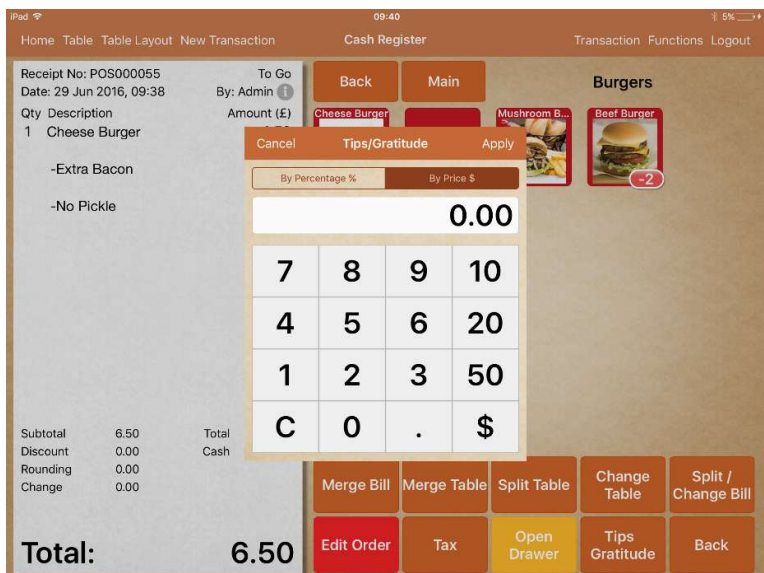 iPad 09:40 5%
Home Table Table Layout New Transaction Cash Register Transaction Functions Logout
Receipt No: POS000055 To Go
Date: 29 Jun 2016, 09:38 By: Admin
Qty Description Amount (£)
1 Cheese Burger
-Extra Bacon
-No Pickle
Subtotal 6.50 Total
Discount 0.00 Cash
Rounding 0.00
Change 0.00
Total: 6.50
Back Main Burgers
Cheese Burger Mushroom B... Beef Burger
-2
Cancel Tips/Gratitude Apply
By Percentage % By Price $
0.00
7 8 9 10
4 5 6 20
1 2 3 50
C 0 . $
Merge Bill Merge Table Split Table Change Table Split / Change Bill
Edit Order Tax Open Drawer Tips Gratitude Back